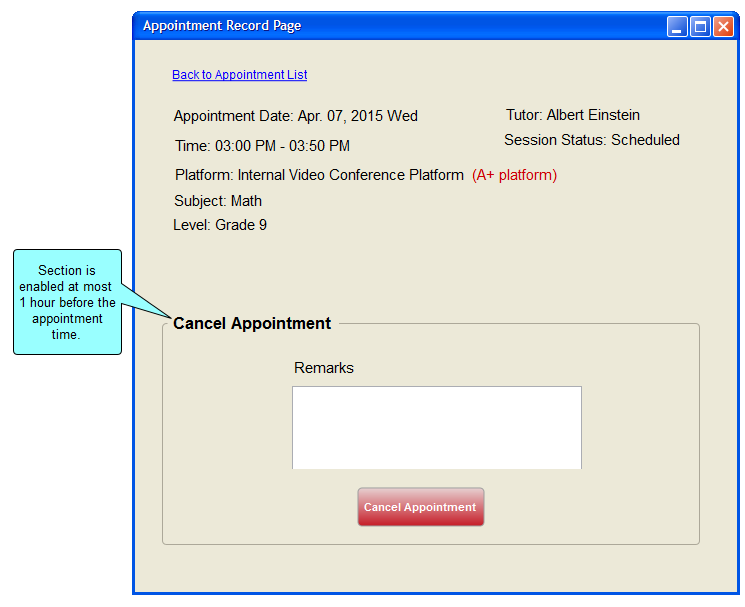 Appointment Record Page
Back to Appointment List
Appointment Date: Apr. 07, 2015 Wed
Tutor: Albert Einstein
Time: 03:00 PM - 03:50 PM
Session Status: Scheduled
Platform: Internal Video Conference Platform (A+ platform)
Subject: Math
Level: Grade 9
Section is
enabled at most
1 hour before the
appointment
time.
Cancel Appointment
Remarks
Cancel Appointment